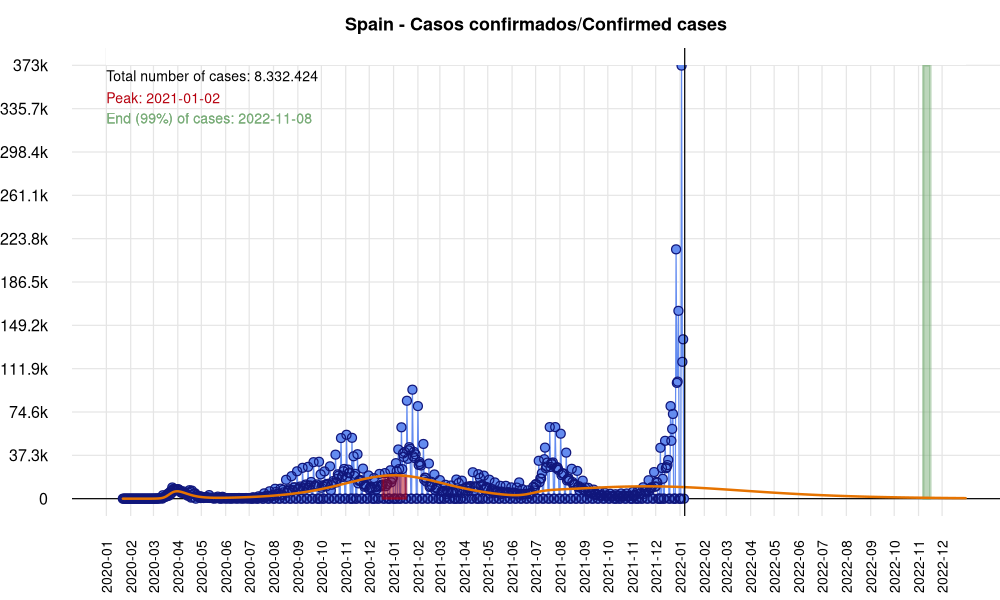 Spain - Casos confirmados/Confirmed cases
373k
335.7k
298.4k
261.1k
223.8k
186.5k
149.2k
111.9k
74.6k
37.3k
0
Total number of cases: 8.332.424
Peak: 2021-01-02
End (99%) of cases: 2022-11-08
2020-01
2020-02
2020-03
2020-04
2020-05
2020-06
2020-07
2020-08
2020-09
2020-10
2020-11
2020-12
2021-01
2021-02
2021-03
2021-04
2021-05
2021-06
2021-07
2021-08
2021-09
2021-10
2021-11
2021-12
2022-01
2022-02
2022-03
2022-04
2022-05
2022-06
2022-07
2022-08
2022-09
2022-10
2022-11
2022-12